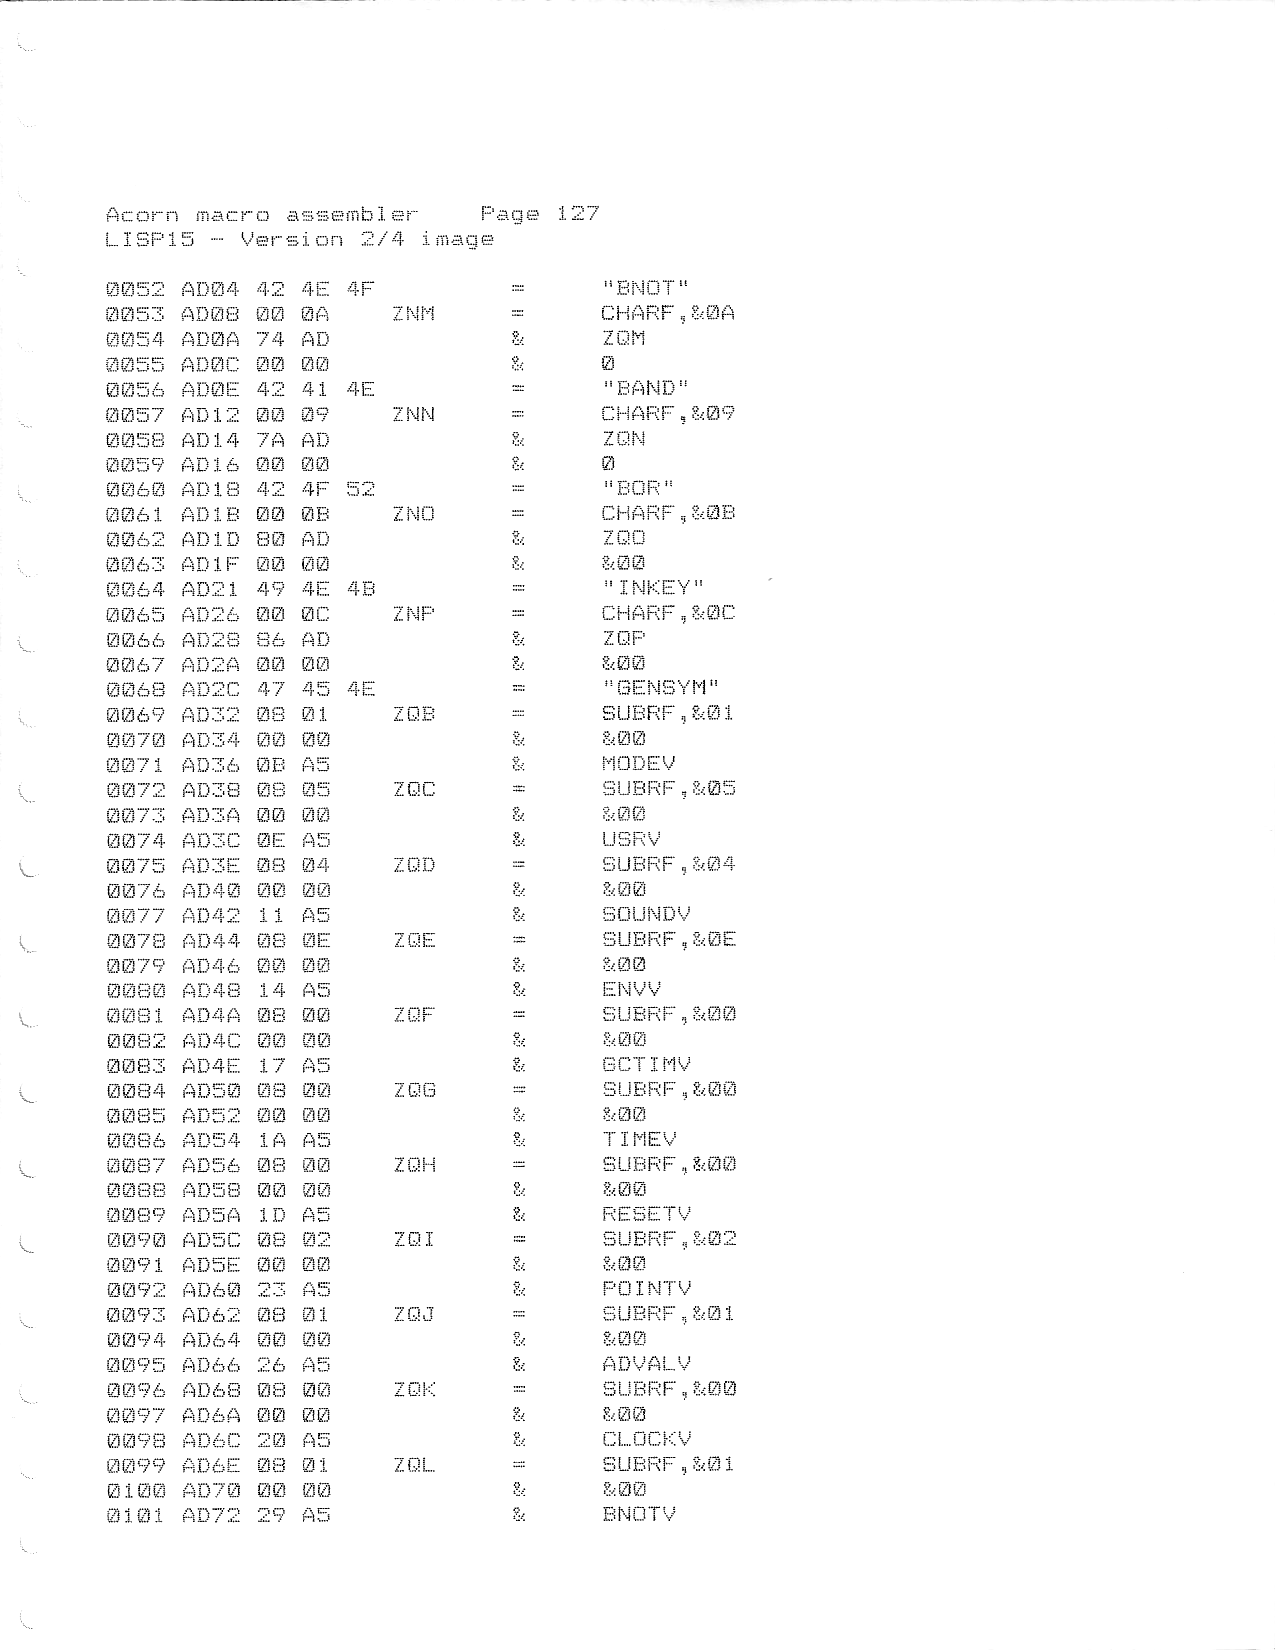 Acorn macro assembler    Page 127
LISP15 - Version 2/4 image
0052 AD04 42 4E 4F         =     "BNOT"
0053 AD08 00 0A    ZNM     =     CHARF,&0A
0054 AD0A 74 AD            &     ZQM
0055 AD0C 00 00            &     0
0056 AD0E 42 41 4E         =     "BAND"
0057 AD12 00 09    ZNN     =     CHARF,&09
0058 AD14 7A AD            &     ZQN
0059 AD16 00 00            &     0
0060 AD18 42 4F 52         =     "BOR"
0061 AD1B 00 0B    ZNO     =     CHARF,&0B
0062 AD1D 80 AD            &     ZQO
0063 AD1F 00 00            &     &00
0064 AD21 49 4E 4B         =     "INKEY"
0065 AD26 00 0C    ZNP     =     CHARF,&0C
0066 AD28 86 AD            &     ZQP
0067 AD2A 00 00            &     &00
0068 AD2C 47 45 4E         =     "GENSYM"
0069 AD32 08 01    ZQB     =     SUBRF,&01
0070 AD34 00 00            &     &00
0071 AD36 0B A5            &     MODEV
0072 AD38 08 05    ZQC     =     SUBRF,&05
0073 AD3A 00 00            &     &00
0074 AD3C 0E A5            &     USRV
0075 AD3E 08 04    ZQD     =     SUBRF,&04
0076 AD40 00 00            &     &00
0077 AD42 11 A5            &     SOUNDV
0078 AD44 08 0E    ZQE     =     SUBRF,&0E
0079 AD46 00 00            &     &00
0080 AD48 14 A5            &     ENVV
0081 AD4A 08 00    ZQF     =     SUBRF,&00
0082 AD4C 00 00            &     &00
0083 AD4E 17 A5            &     GCTIMV
0084 AD50 08 00    ZQG     =     SUBRF,&00
0085 AD52 00 00            &     &00
0086 AD54 1A A5            &     TIMEV
0087 AD56 08 00    ZQH     =     SUBRF,&00
0088 AD58 00 00            &     &00
0089 AD5A 1D A5            &     RESETV
0090 AD5C 08 02    ZQI     =     SUBRF,&02
0091 AD5E 00 00            &     &00
0092 AD60 23 A5            &     POINTV
0093 AD62 08 01    ZQJ     =     SUBRF,&01
0094 AD64 00 00            &     &00
0095 AD66 26 A5            &     ADVALV
0096 AD68 08 00    ZQK     =     SUBRF,&00
0097 AD6A 00 00            &     &00
0098 AD6C 20 A5            &     CLOCKV
0099 AD6E 08 01    ZQL     =     SUBRF,&01
0100 AD70 00 00            &     &00
0101 AD72 29 A5            &     BNOTV